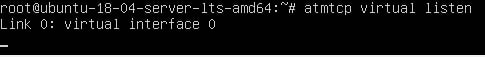 root@ubuntu-18-04-server-lts-amd64:~# atmtcp virtual listen
Link 0: virtual interface 0